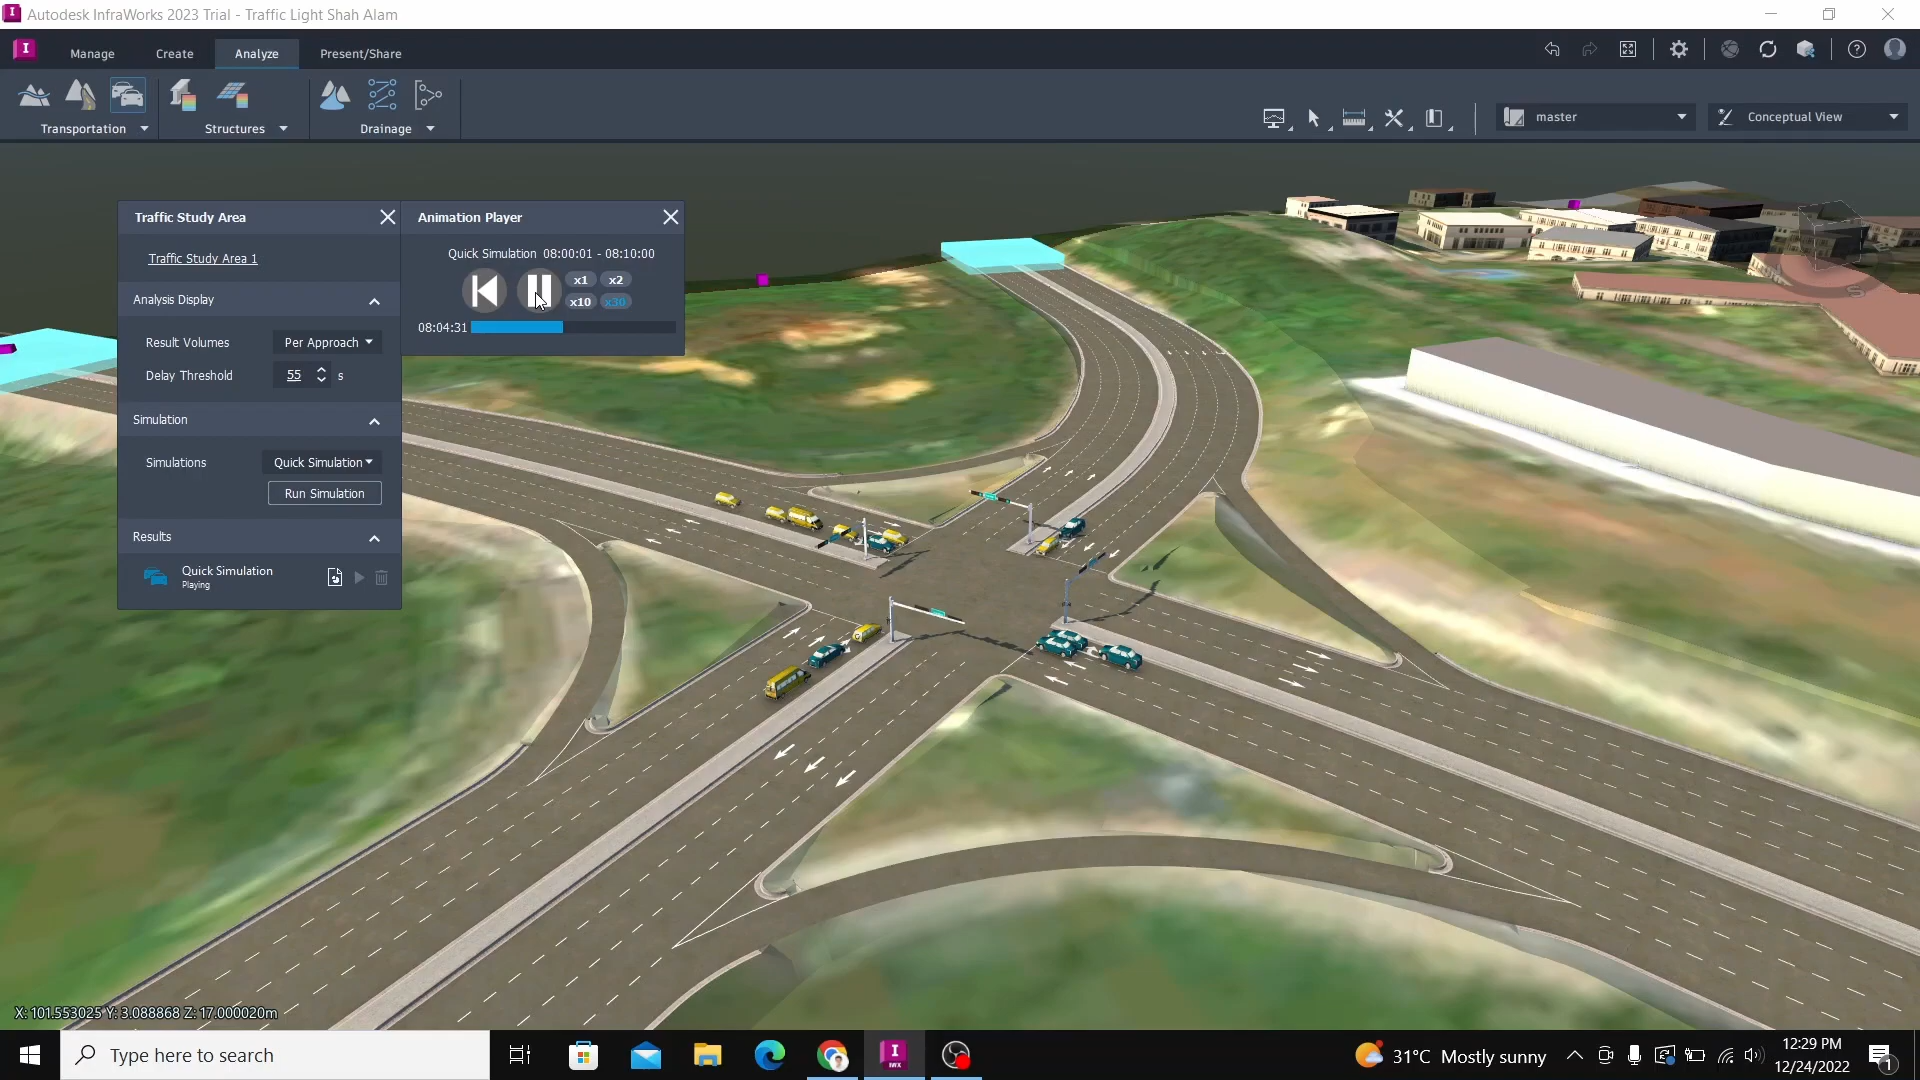 Autodesk InfraWorks 2023 Trial - Traffic Light Shah Alam
Manage Create Analyze Present/Share
Transportation Structures Drainage
master Conceptual View
Traffic Study Area
Traffic Study Area 1
Analysis Display
Result Volumes Per Approach
Delay Threshold 55 s
Simulation
Simulations Quick Simulation
Run Simulation
Results
Quick Simulation
Playing
Animation Player
Quick Simulation 08:00:01 - 08:10:00
x1 x2
x10 x30
08:04:31
S
X: 101.553025 Y: 3.088868 Z: 17.000020m
Type here to search
31°C Mostly sunny
12:29 PM
12/24/2022
1